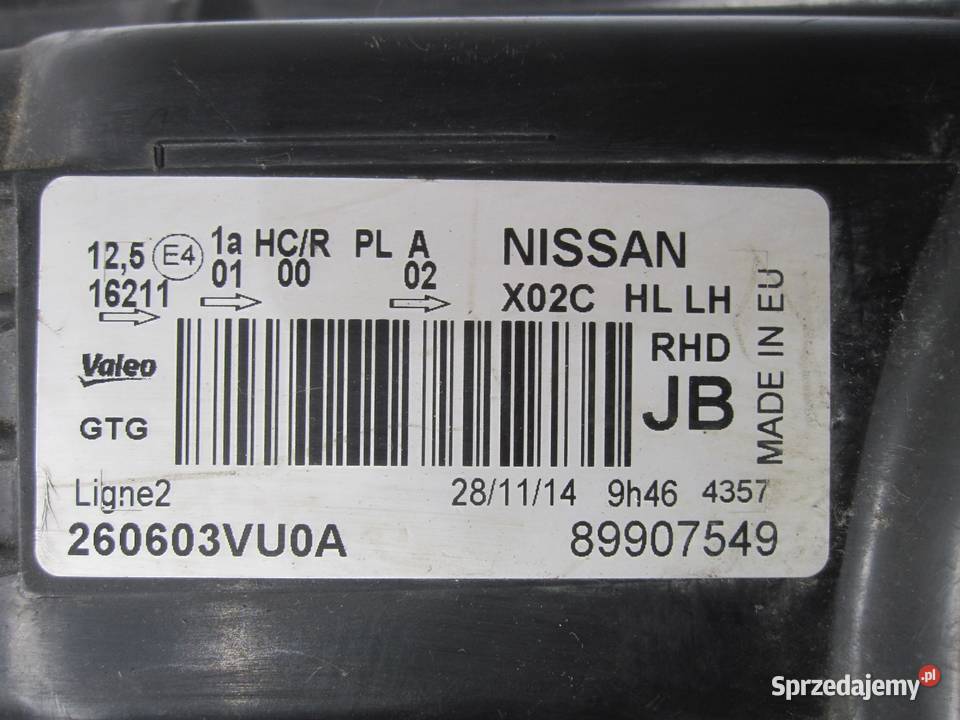 12,5 E4 1a HC/R PL A
01 00 02
16211
NISSAN
X02C HL LH
RHD
JB
MADE IN EU
Valeo
GTG
Ligne2 28/11/14 9h46 4357
260603VU0A 89907549
Sprzedajemy.pl